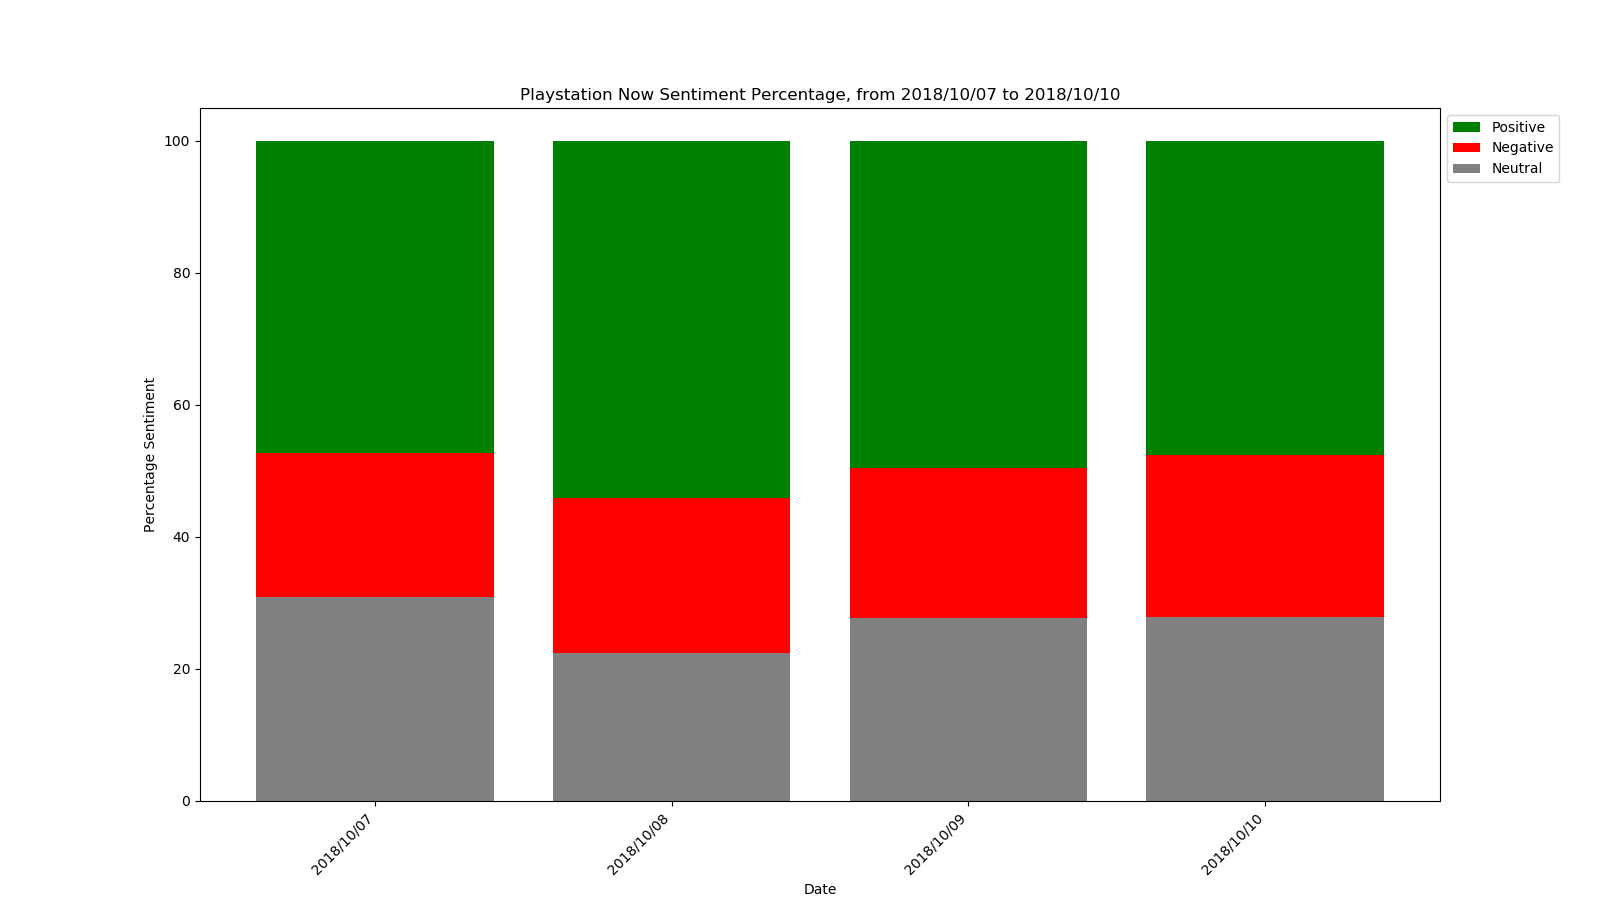 Playstation Now Sentiment Percentage, from 2018/10/07 to 2018/10/10
Positive
Negative
Neutral
100
80
60
40
20
0
Percentage Sentiment
2018/10/07
2018/10/08
2018/10/09
2018/10/10
Date